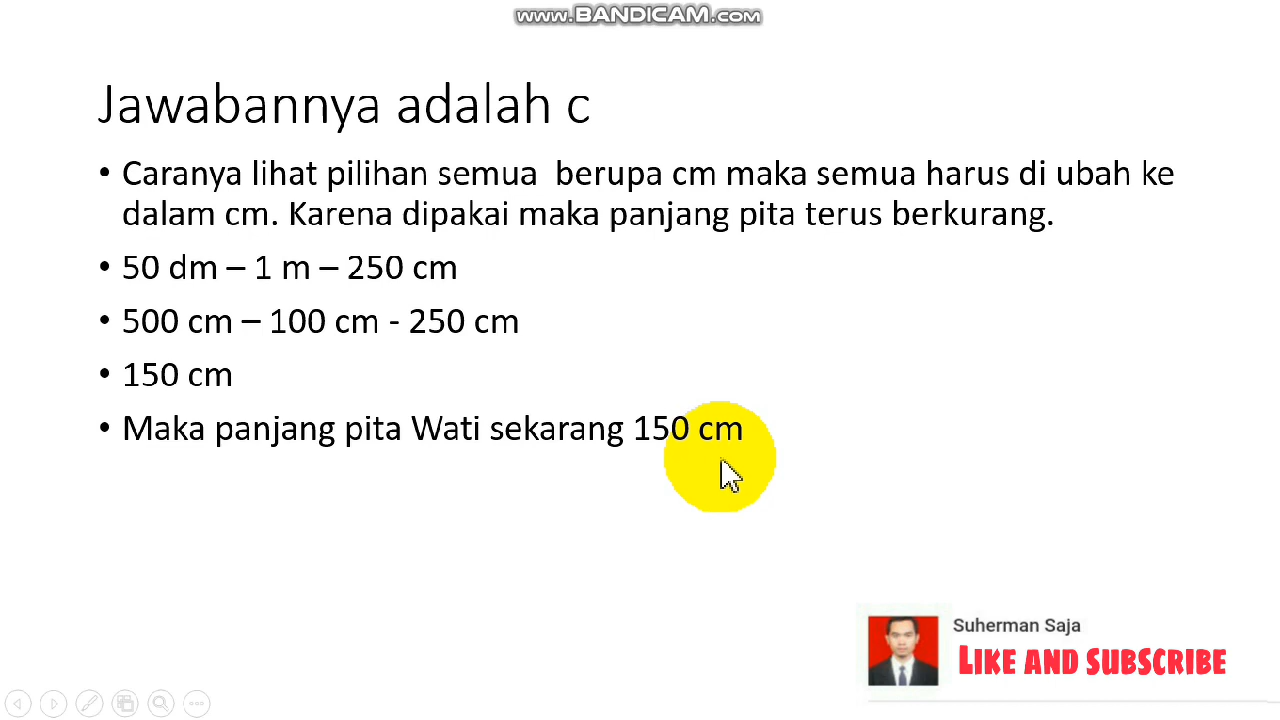 www.BANDICAM.com
Jawabannya adalah c
• Caranya lihat pilihan semua  berupa cm maka semua harus di ubah ke
dalam cm. Karena dipakai maka panjang pita terus berkurang.
• 50 dm – 1 m – 250 cm
• 500 cm – 100 cm - 250 cm
• 150 cm
• Maka panjang pita Wati sekarang 150 cm
Suherman Saja
LIKE AND SUBSCRIBE